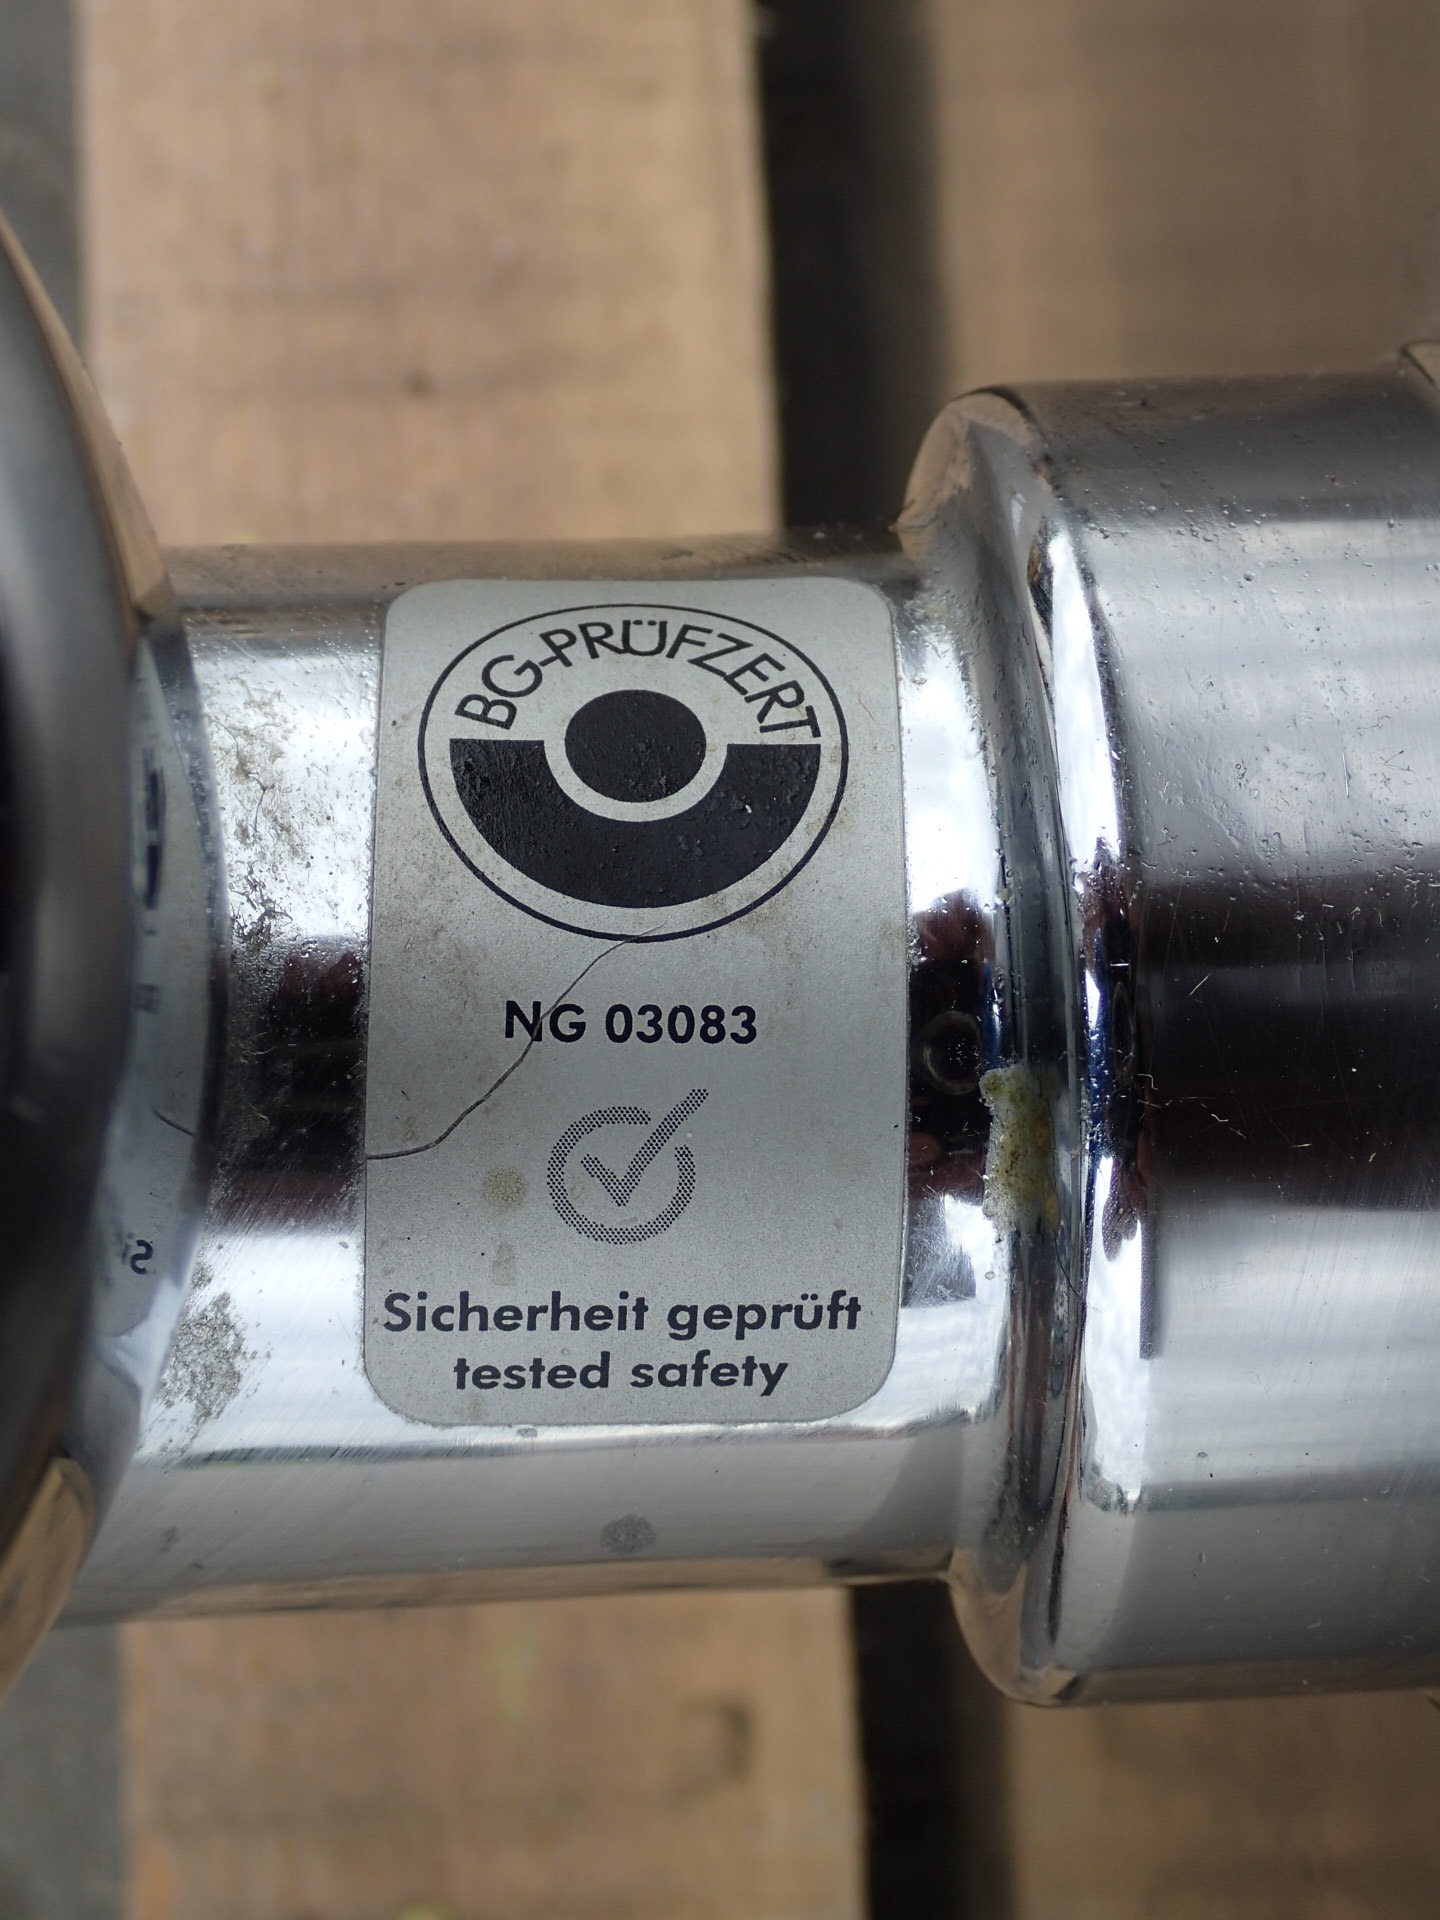 BG-PRÜFZERT
NG 03083
Sicherheit geprüft
tested safety